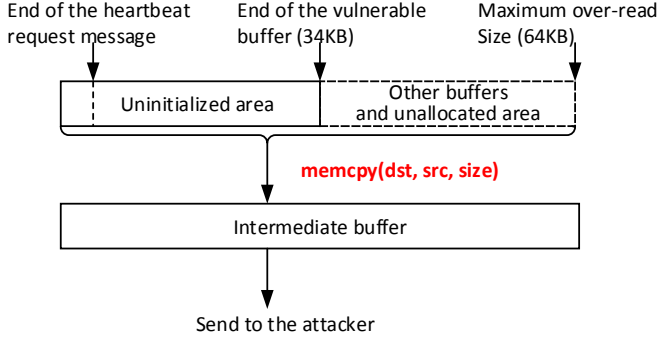 End of the heartbeat
request message
End of the vulnerable
buffer (34KB)
Maximum over-read
Size (64KB)
Uninitialized area
Other buffers
and unallocated area
memcpy(dst, src, size)
Intermediate buffer
Send to the attacker